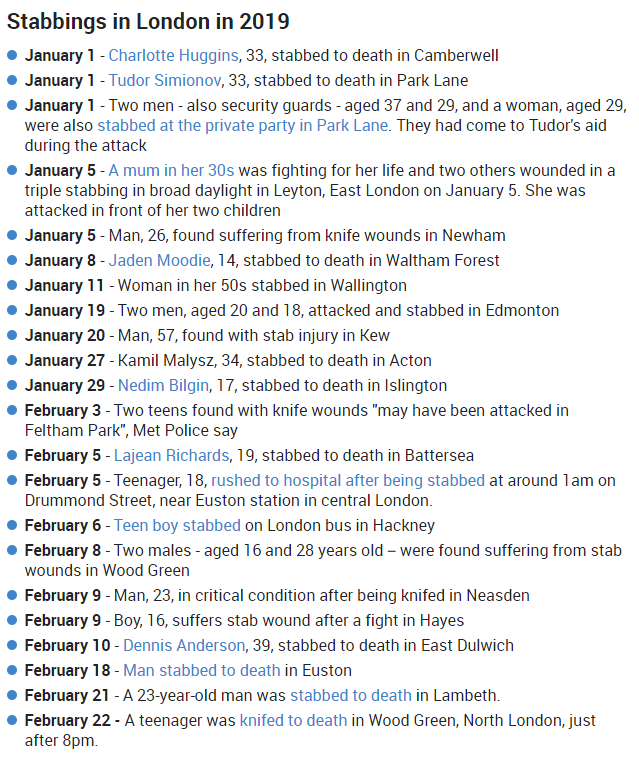 Stabbings in London in 2019
January 1 - Charlotte Huggins, 33, stabbed to death in Camberwell
January 1 - Tudor Simionov, 33, stabbed to death in Park Lane
January 1 - Two men - also security guards - aged 37 and 29, and a woman, aged 29,
were also stabbed at the private party in Park Lane. They had come to Tudor's aid
during the attack
January 5 - A mum in her 30s was fighting for her life and two others wounded in a
triple stabbing in broad daylight in Leyton, East London on January 5. She was
attacked in front of her two children
January 5 - Man, 26, found suffering from knife wounds in Newham
January 8 - Jaden Moodie, 14, stabbed to death in Waltham Forest
January 11 - Woman in her 50s stabbed in Wallington
January 19 - Two men, aged 20 and 18, attacked and stabbed in Edmonton
January 20 - Man, 57, found with stab injury in Kew
January 27 - Kamil Malysz, 34, stabbed to death in Acton
January 29 - Nedim Bilgin, 17, stabbed to death in Islington
February 3 - Two teens found with knife wounds "may have been attacked in
Feltham Park", Met Police say
February 5 - Lajean Richards, 19, stabbed to death in Battersea
February 5 - Teenager, 18, rushed to hospital after being stabbed at around 1am on
Drummond Street, near Euston station in central London.
February 6 - Teen boy stabbed on London bus in Hackney
February 8 - Two males - aged 16 and 28 years old – were found suffering from stab
wounds in Wood Green
February 9 - Man, 23, in critical condition after being knifed in Neasden
February 9 - Boy, 16, suffers stab wound after a fight in Hayes
February 10 - Dennis Anderson, 39, stabbed to death in East Dulwich
February 18 - Man stabbed to death in Euston
February 21 - A 23-year-old man was stabbed to death in Lambeth.
February 22 - A teenager was knifed to death in Wood Green, North London, just
after 8pm.